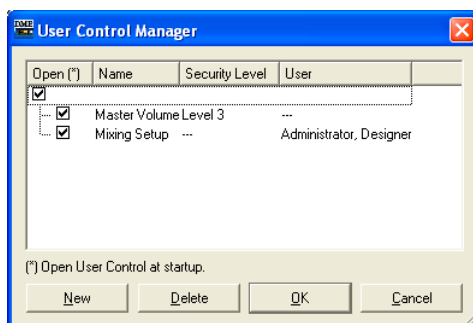 DME User Control Manager
Open (*) Name Security Level User
Master Volume Level 3 ---
Mixing Setup --- Administrator, Designer
(*) Open User Control at startup.
New Delete OK Cancel